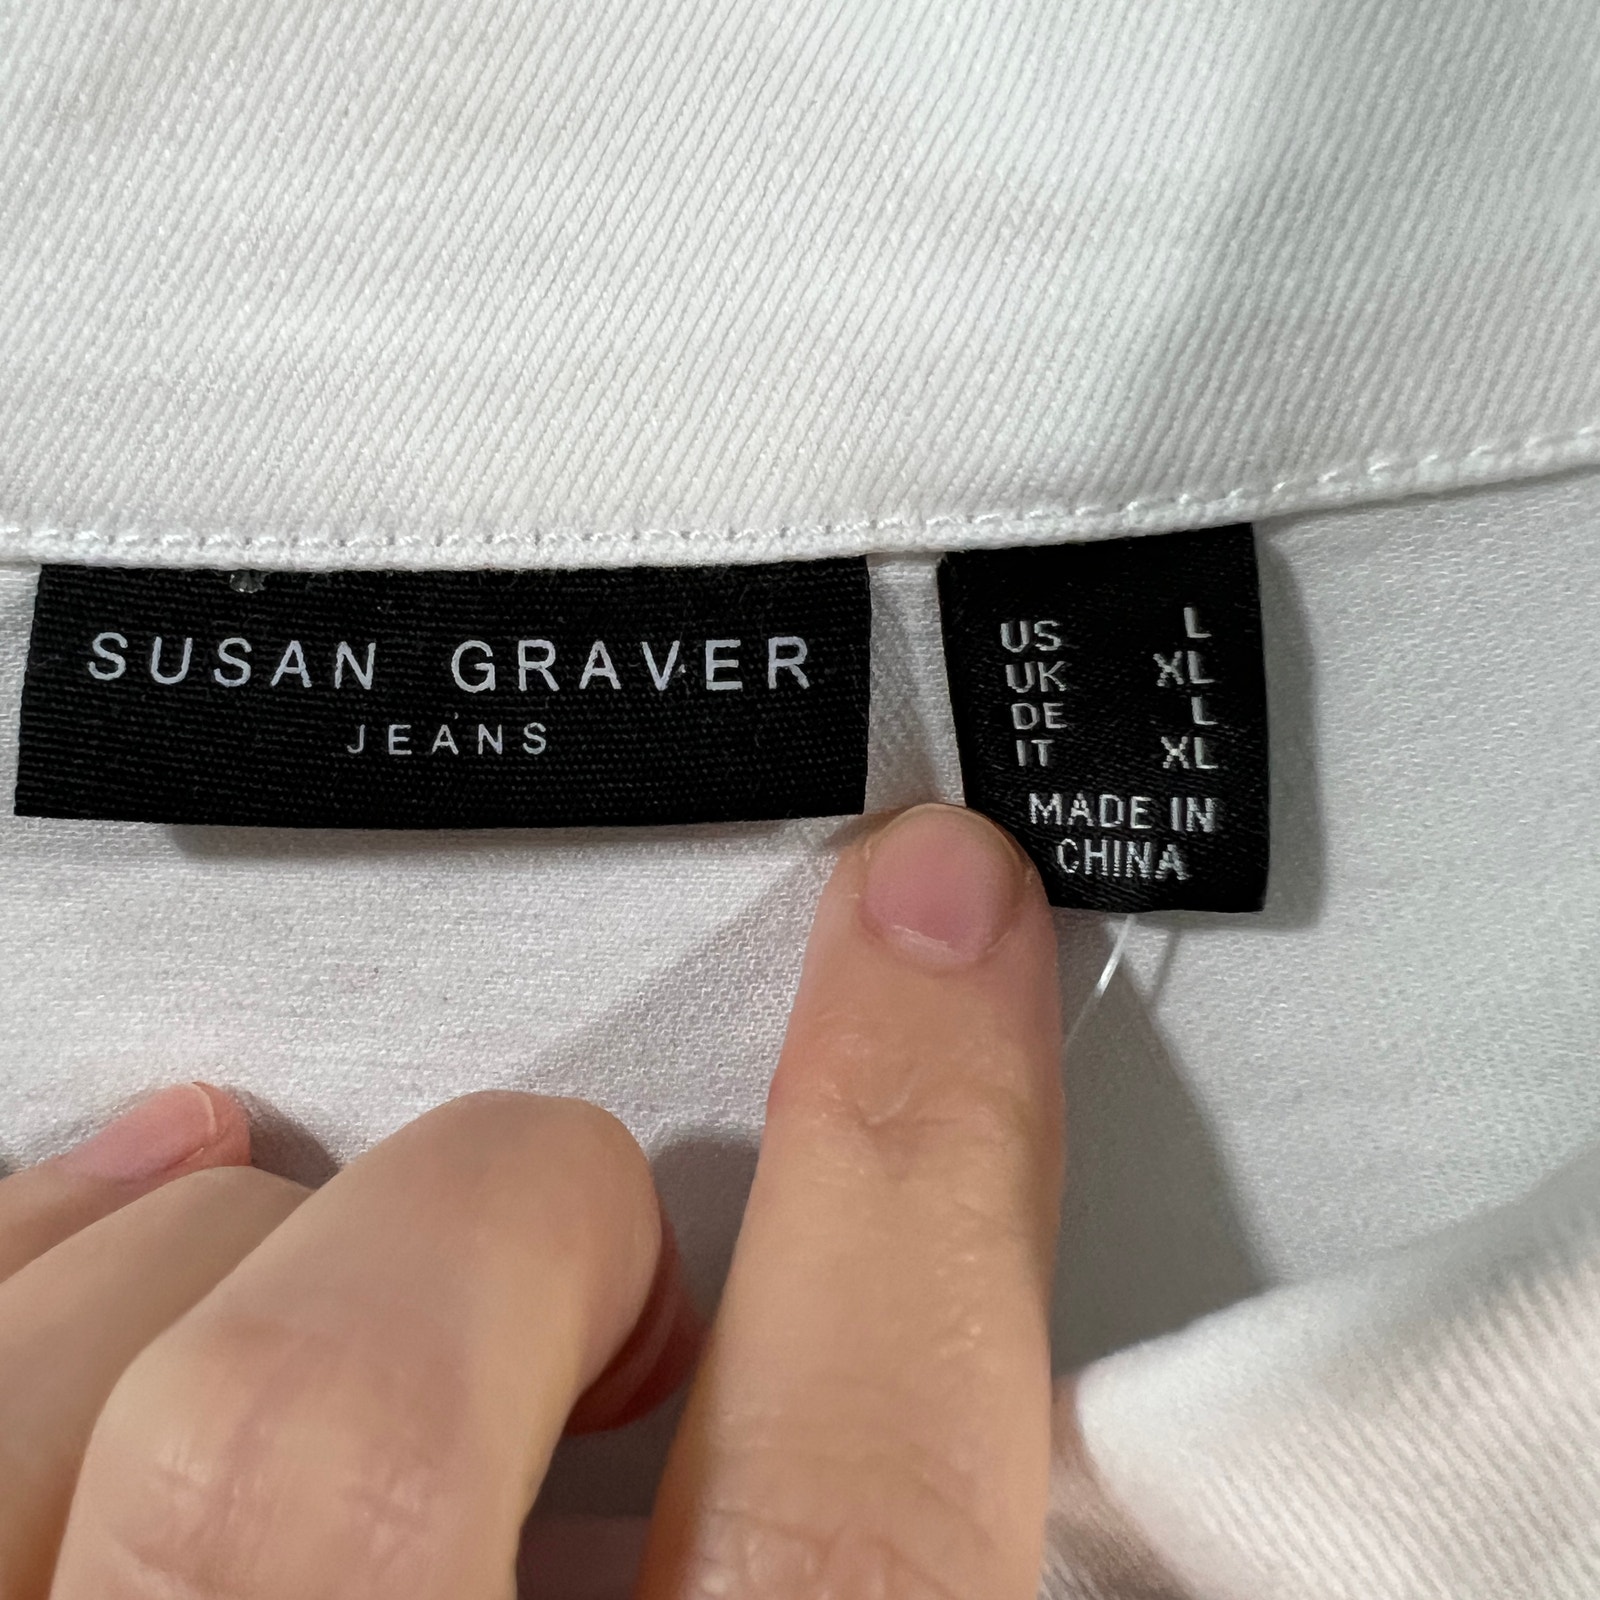 SUSAN GRAVER
JEANS
US L
UK XL
DE L
IT XL
MADE IN
CHINA